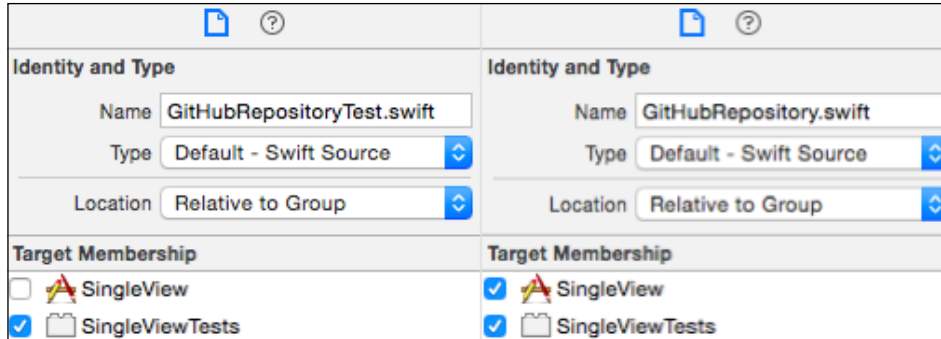 Identity and Type
Name GitHubRepositoryTest.swift
Type Default - Swift Source
Location Relative to Group
Target Membership
SingleView
SingleViewTests
Identity and Type
Name GitHubRepository.swift
Type Default - Swift Source
Location Relative to Group
Target Membership
SingleView
SingleViewTests